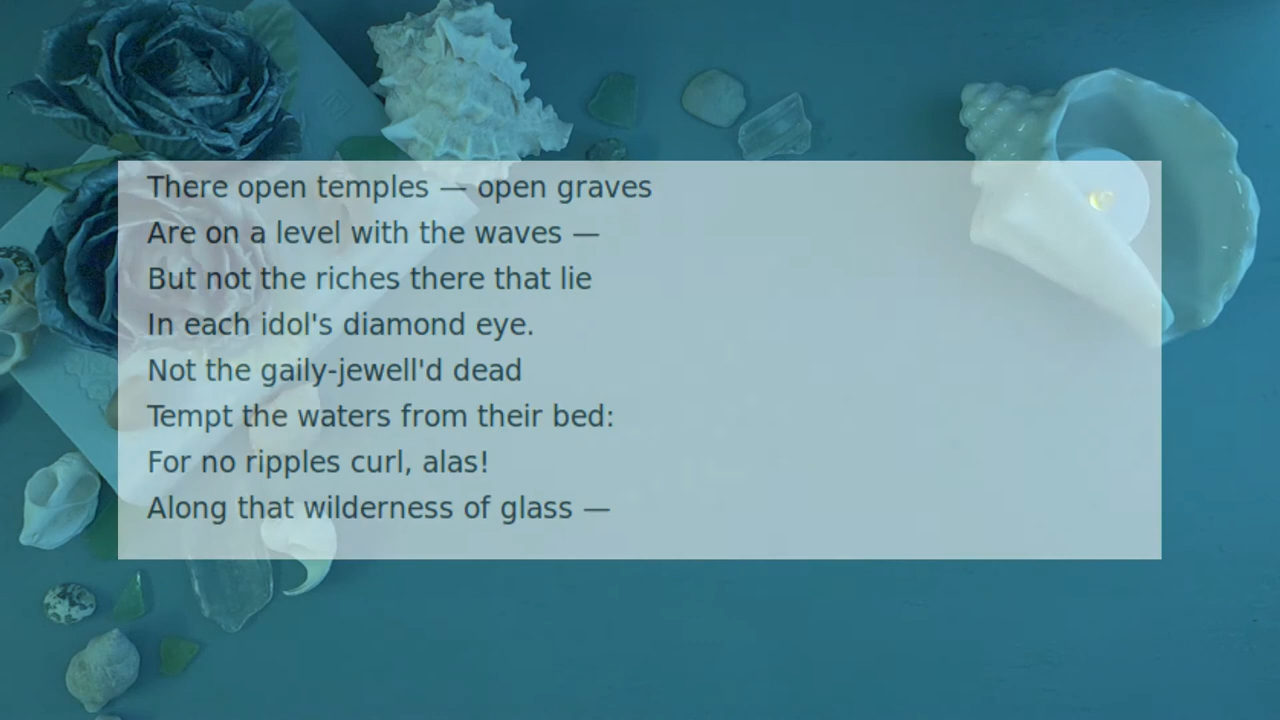 There open temples — open graves
Are on a level with the waves —
But not the riches there that lie
In each idol's diamond eye.
Not the gaily-jewell'd dead
Tempt the waters from their bed:
For no ripples curl, alas!
Along that wilderness of glass —